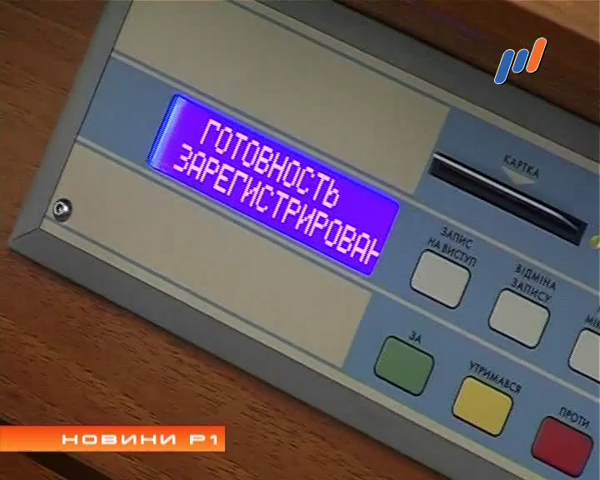 ГОТОВНОСТЬ
ЗАРЕГИСТРИРОВАН
КАРТКА
ЗАПИС
НА ВИСТУП
ВІДМІНА
ЗАПИСУ
ЗА
УТРИМАВСЯ
ПРОТИ
НОВИНИ Р1